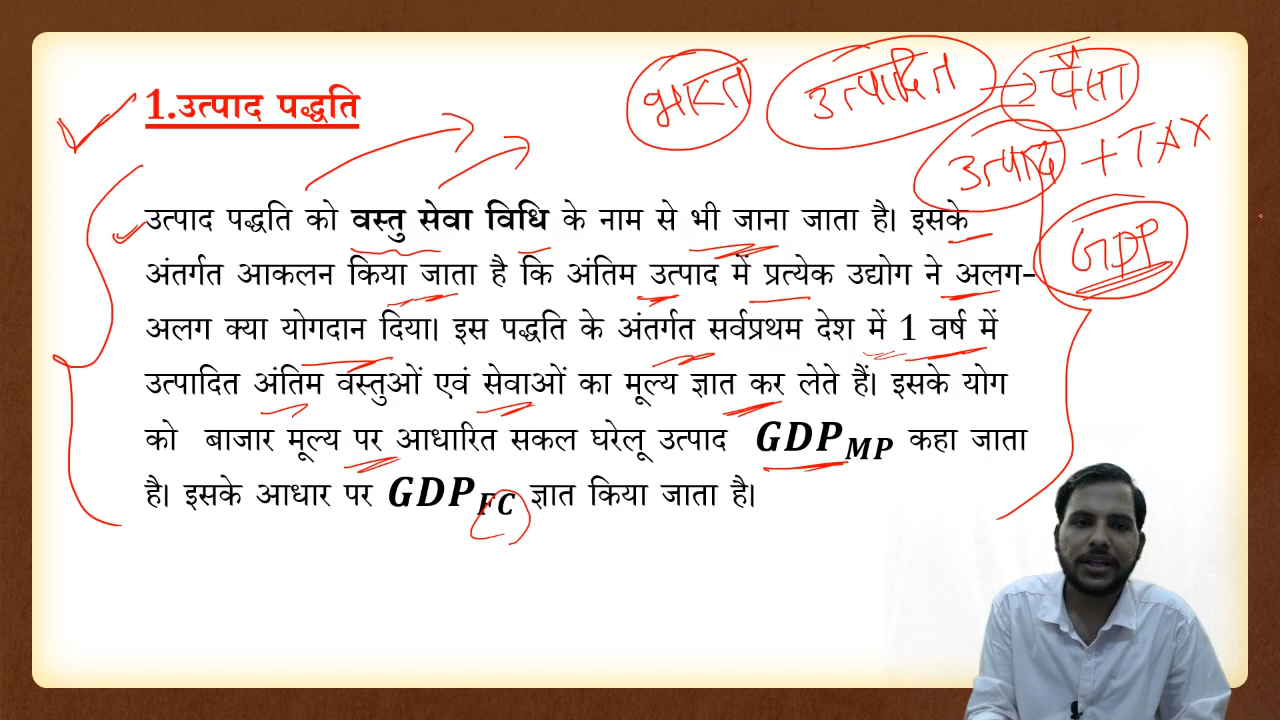 भारत उत्पादित → पैसा
1.उत्पाद पद्धति
उत्पाद + TAX
उत्पाद पद्धति को वस्तु सेवा विधि के नाम से भी जाना जाता है। इसके
GDP
अंतर्गत आकलन किया जाता है कि अंतिम उत्पाद में प्रत्येक उद्योग ने अलग-
अलग क्या योगदान दिया। इस पद्धति के अंतर्गत सर्वप्रथम देश में 1 वर्ष में
उत्पादित अंतिम वस्तुओं एवं सेवाओं का मूल्य ज्ञात कर लेते हैं। इसके योग
को बाजार मूल्य पर आधारित सकल घरेलू उत्पाद GDP_MP कहा जाता
है। इसके आधार पर GDP_FC ज्ञात किया जाता है।